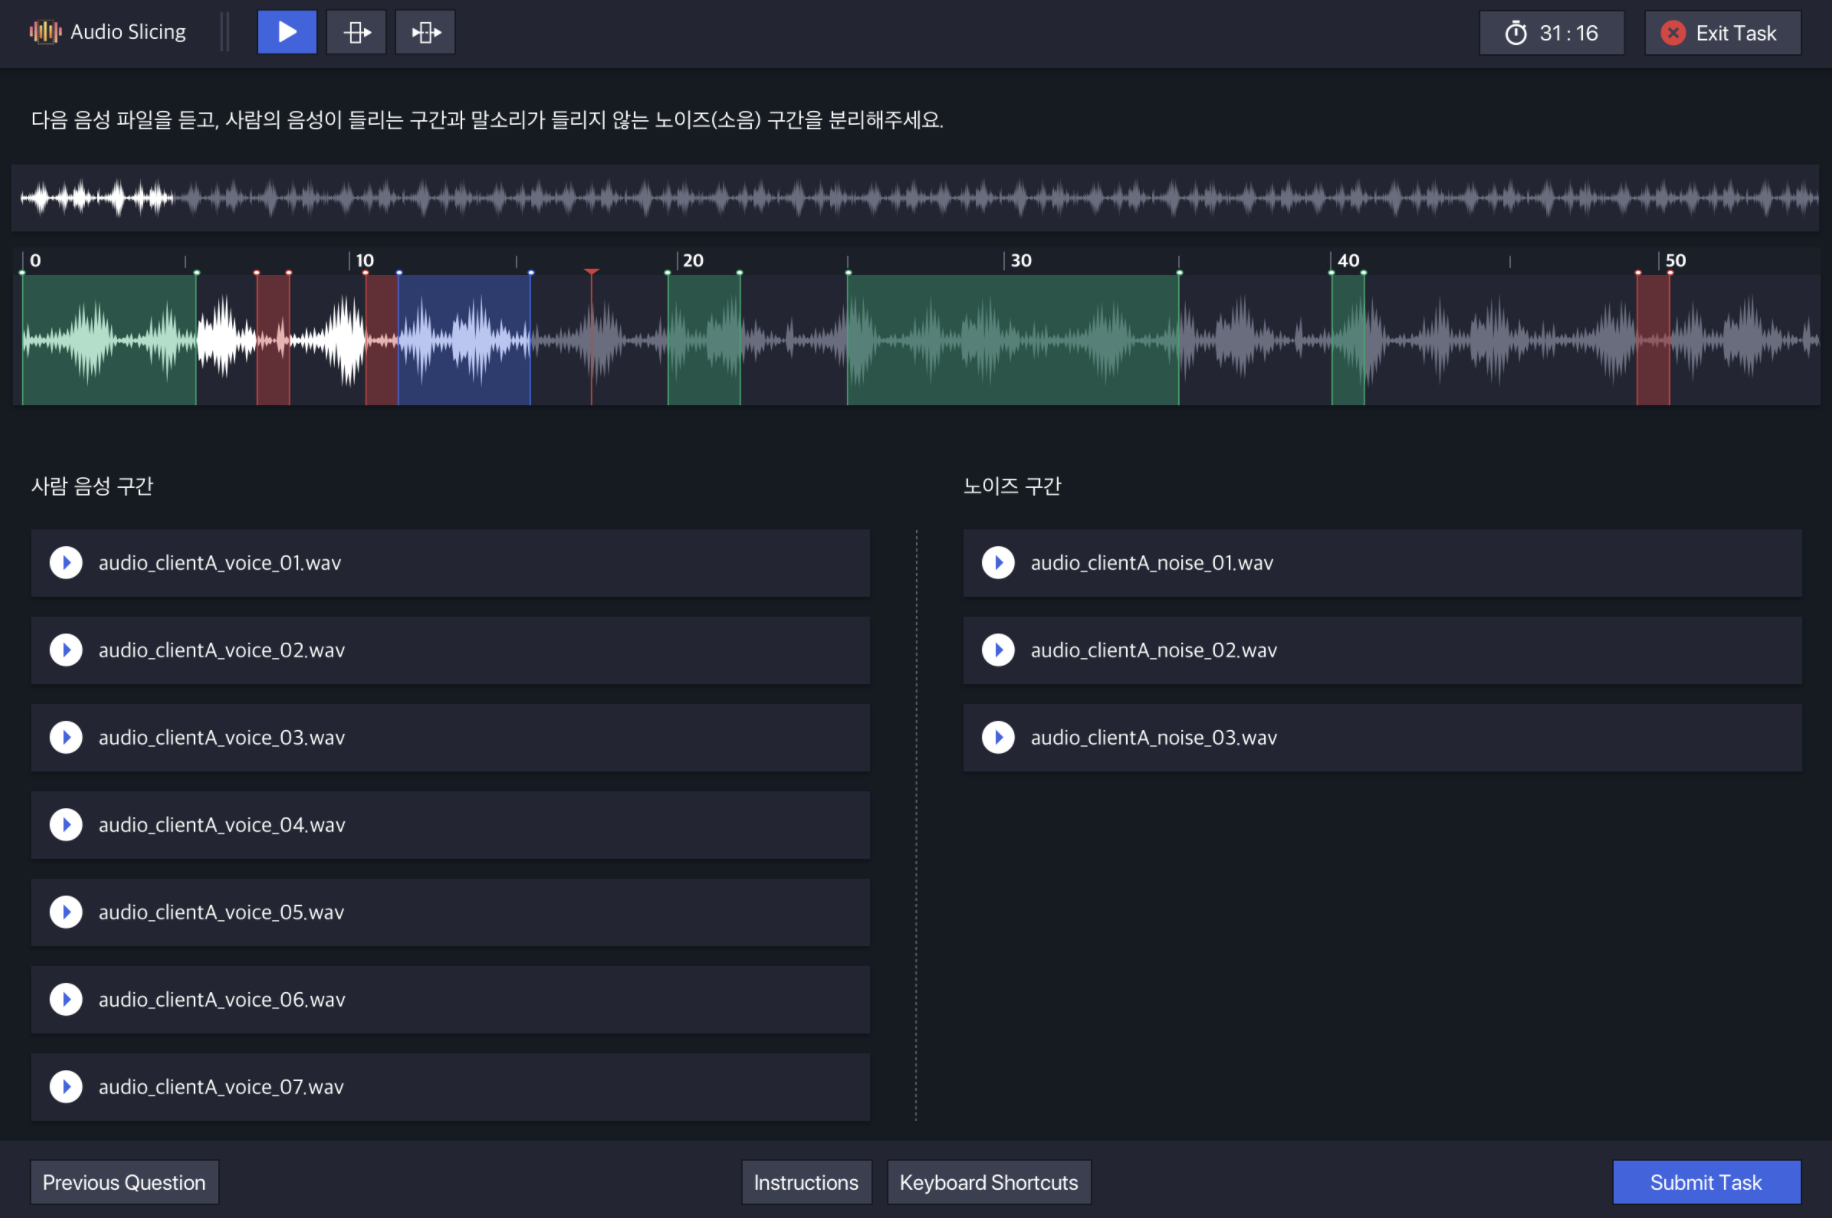 Audio Slicing
31 : 16
Exit Task
다음 음성 파일을 듣고, 사람의 음성이 들리는 구간과 말소리가 들리지 않는 노이즈(소음) 구간을 분리해주세요.
0 10 20 30 40 50
사람 음성 구간
audio_clientA_voice_01.wav
audio_clientA_voice_02.wav
audio_clientA_voice_03.wav
audio_clientA_voice_04.wav
audio_clientA_voice_05.wav
audio_clientA_voice_06.wav
audio_clientA_voice_07.wav
노이즈 구간
audio_clientA_noise_01.wav
audio_clientA_noise_02.wav
audio_clientA_noise_03.wav
Previous Question
Instructions
Keyboard Shortcuts
Submit Task